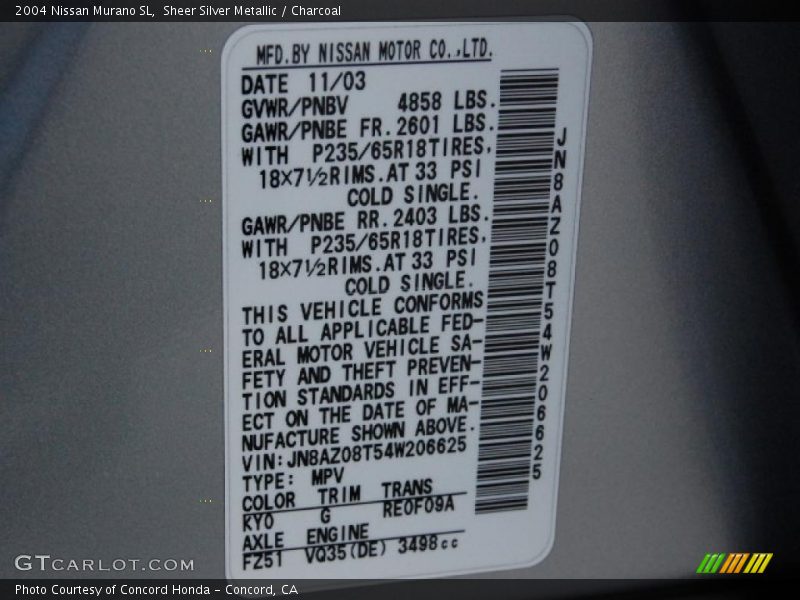 2004 Nissan Murano SL, Sheer Silver Metallic / Charcoal
MFD.BY NISSAN MOTOR CO.,LTD.
DATE 11/03
GVWR/PNBV 4858 LBS.
GAWR/PNBE FR.2601 LBS.
WITH P235/65R18TIRES,
18×7½RIMS.AT 33 PSI
COLD SINGLE.
GAWR/PNBE RR.2403 LBS.
WITH P235/65R18TIRES,
18×7½RIMS.AT 33 PSI
COLD SINGLE.
THIS VEHICLE CONFORMS
TO ALL APPLICABLE FED-
ERAL MOTOR VEHICLE SA-
FETY AND THEFT PREVEN-
TION STANDARDS IN EFF-
ECT ON THE DATE OF MA-
NUFACTURE SHOWN ABOVE.
VIN:JN8AZ08T54W206625
TYPE: MPV
COLOR TRIM TRANS
KY0 G RE0F09A
AXLE ENGINE
FZ51 VQ35(DE) 3498cc
JN8AZ08T54W206625
GTCARLOT.COM
Photo Courtesy of Concord Honda - Concord, CA